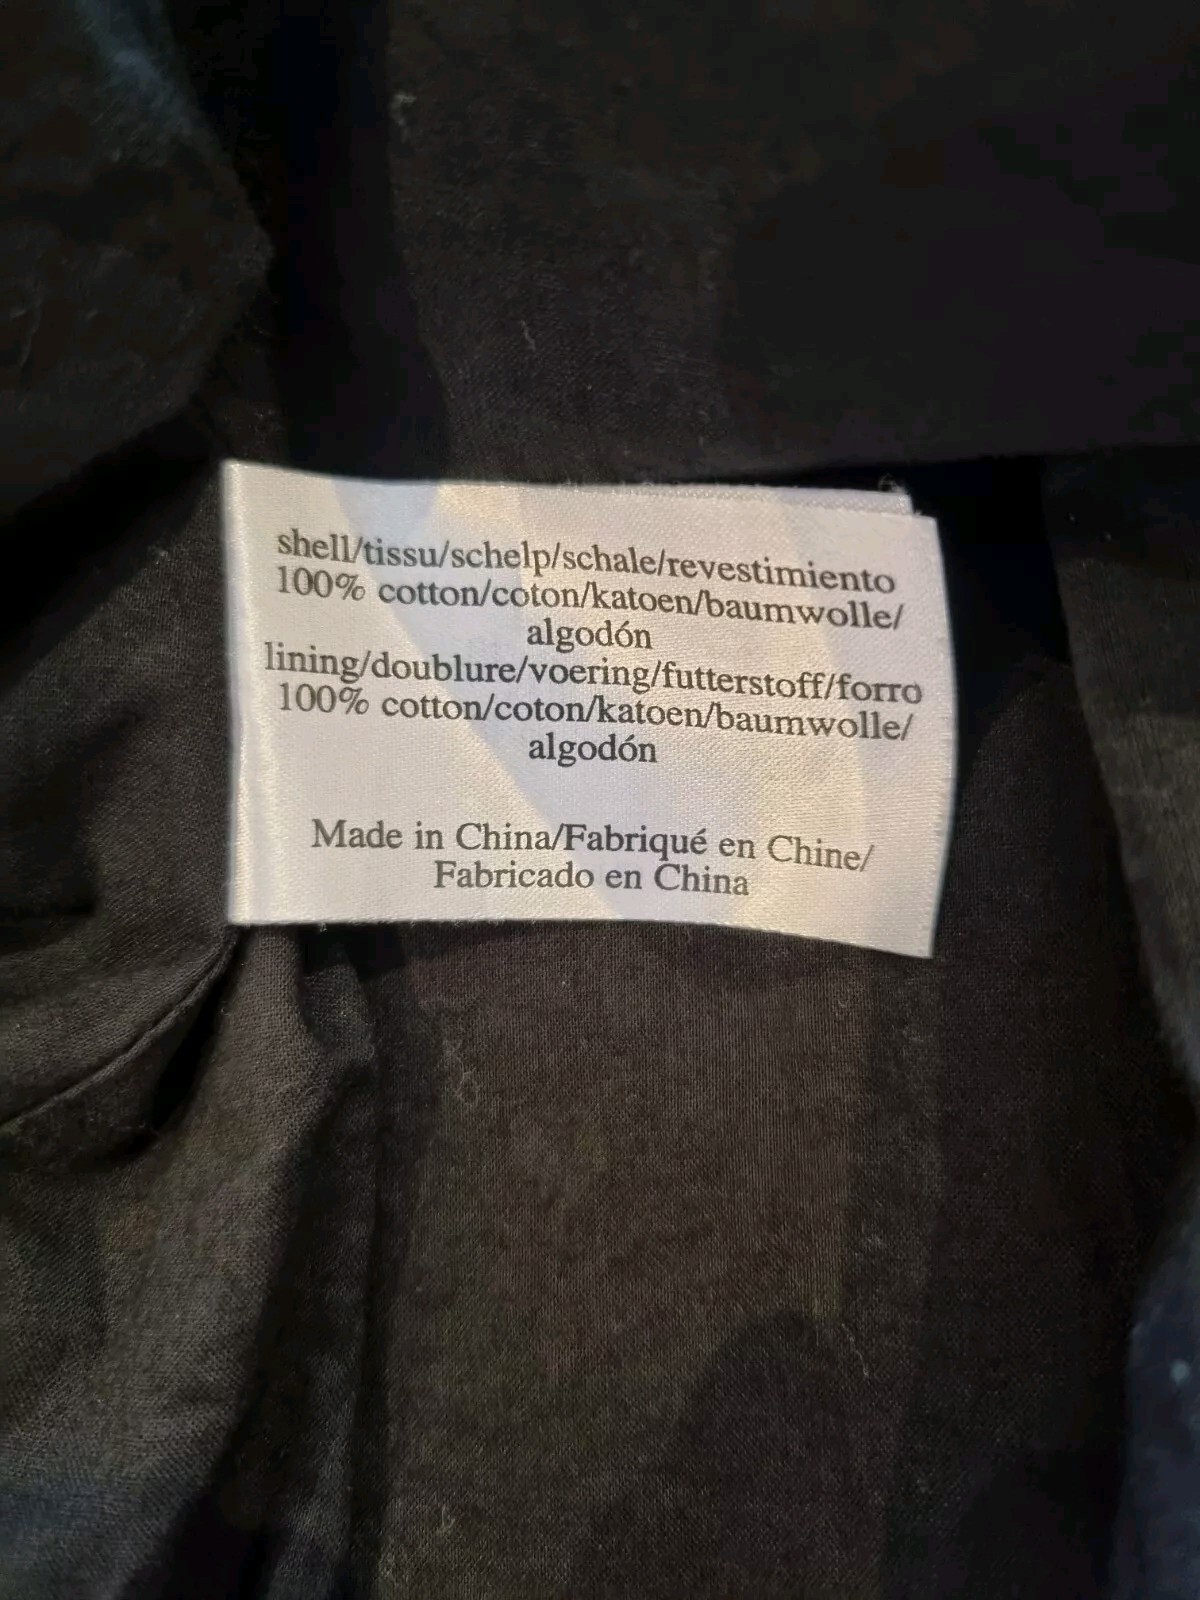 shell/tissu/schelp/schale/revestimiento
100% cotton/coton/katoen/baumwolle/
algodón
lining/doublure/voering/futterstoff/forro
100% cotton/coton/katoen/baumwolle/
algodón
Made in China/Fabriqué en Chine/
Fabricado en China